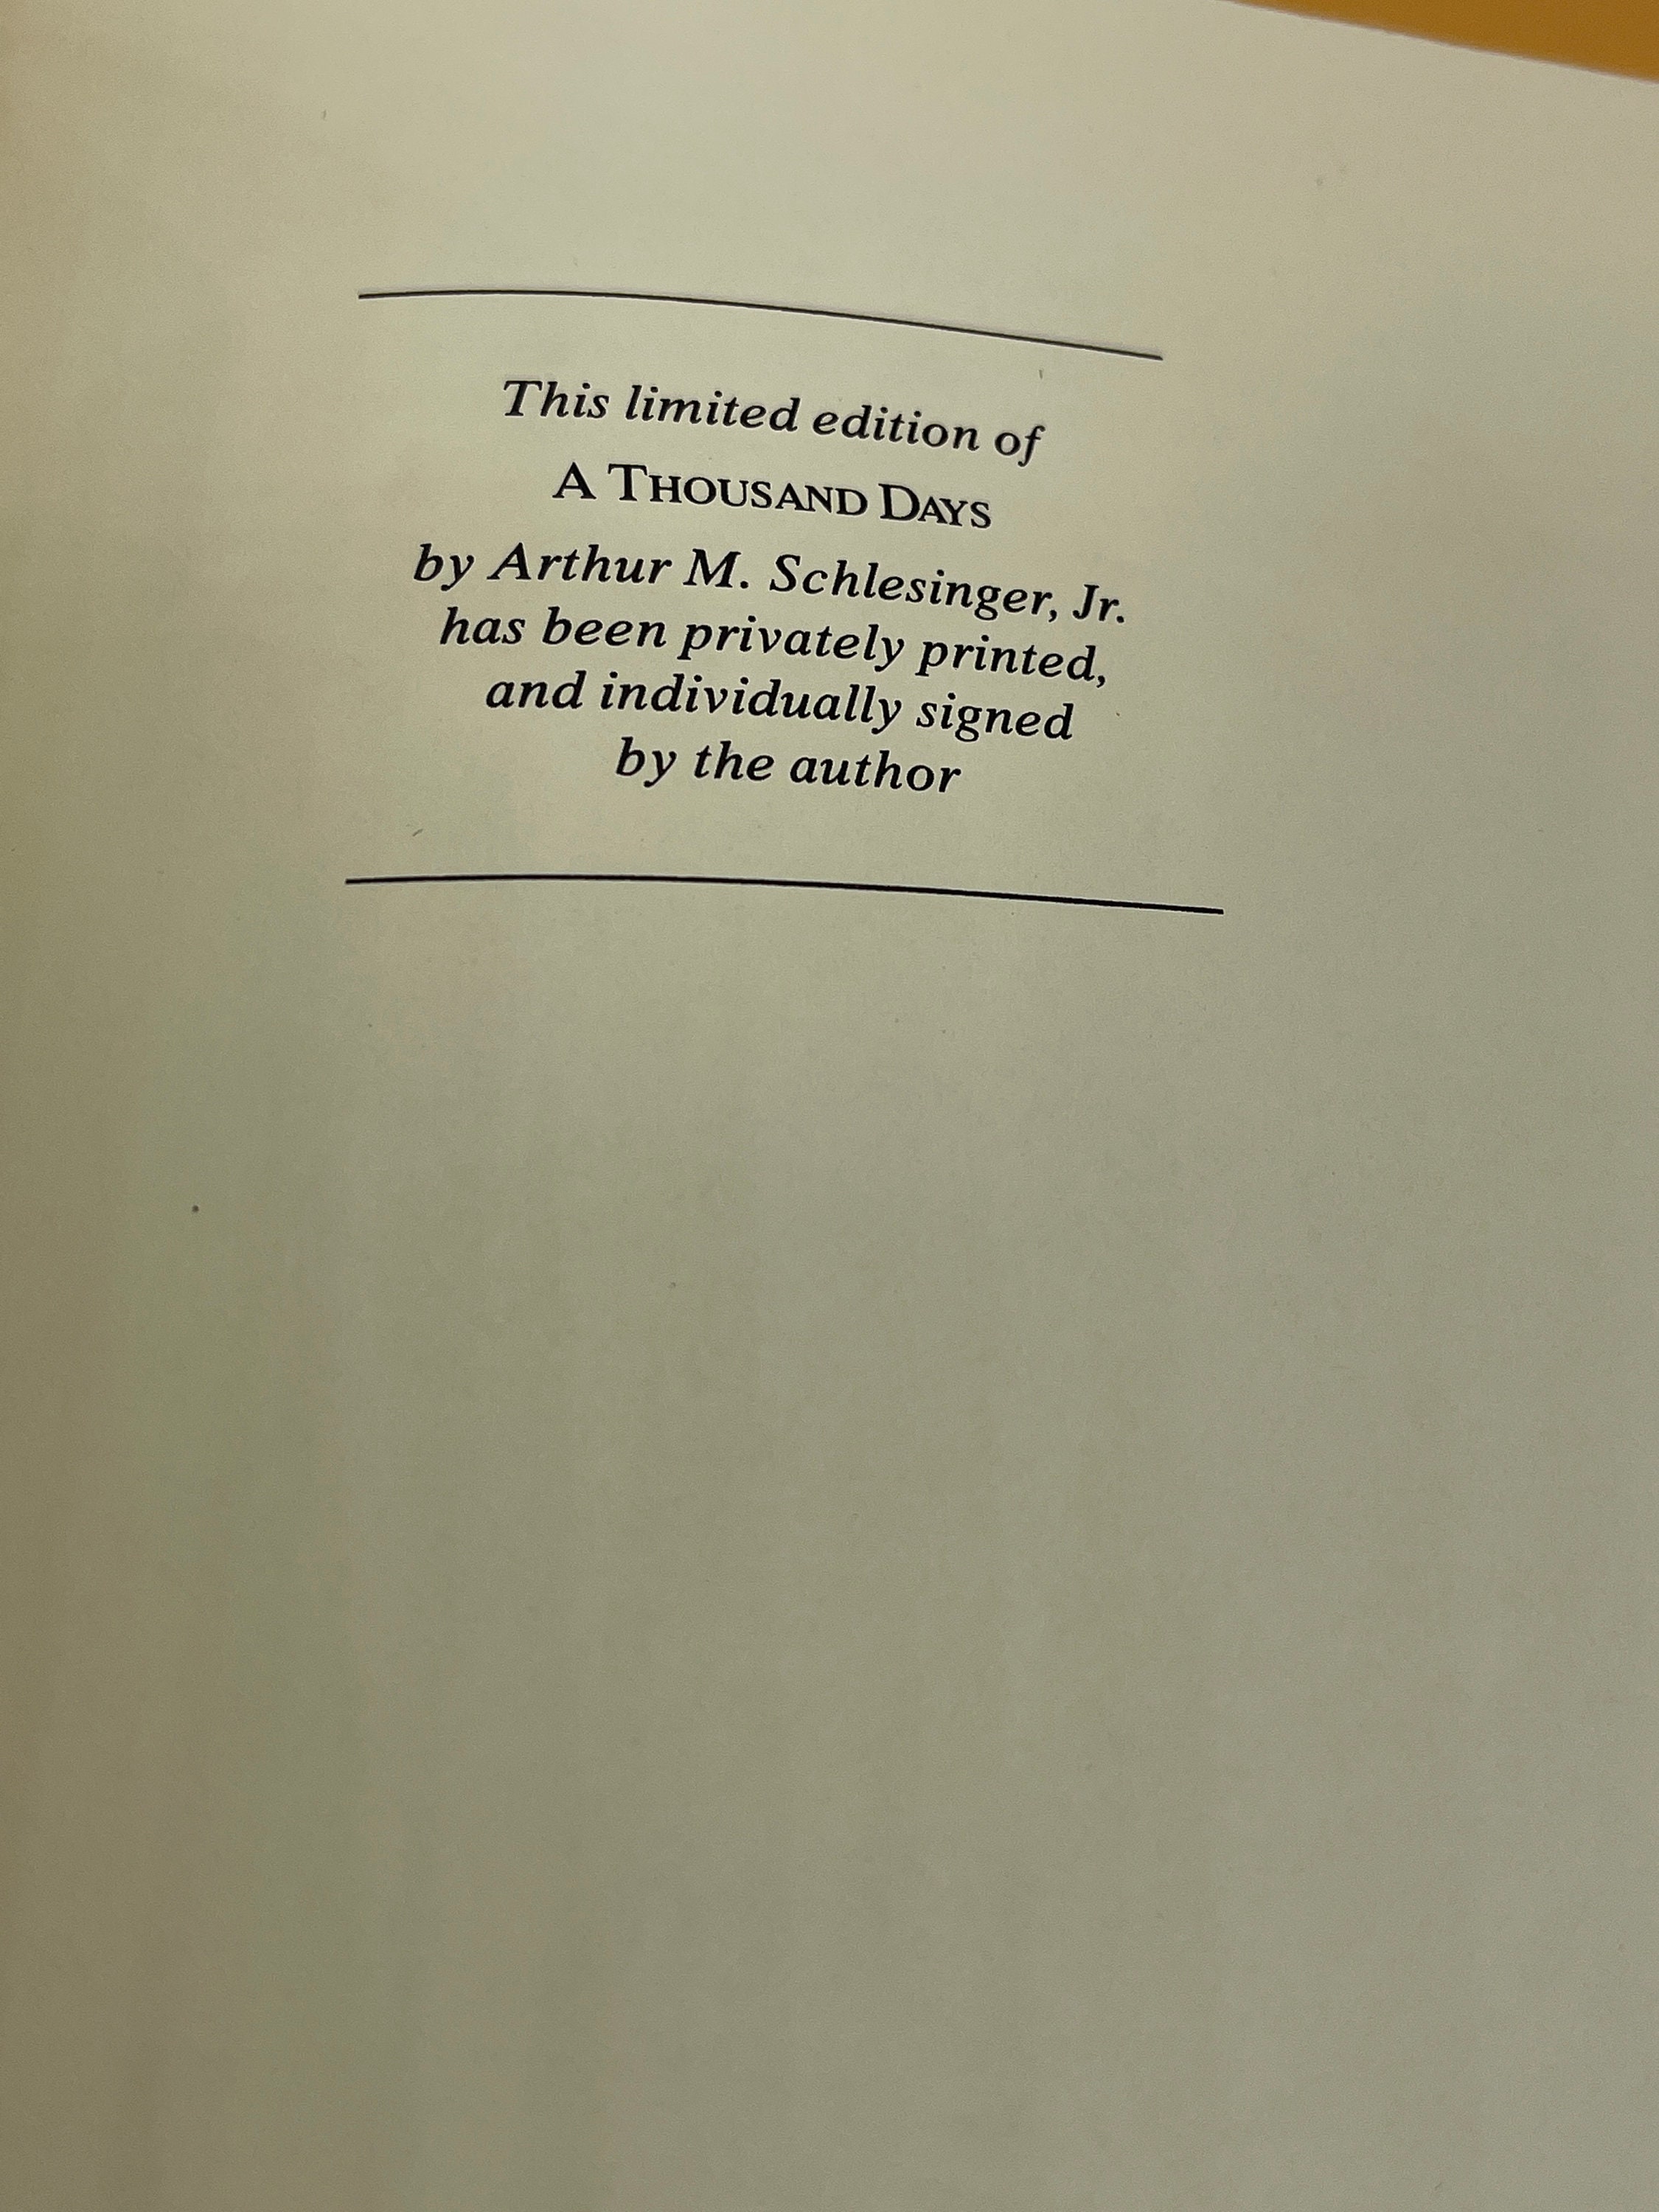 This limited edition of
A THOUSAND DAYS
by Arthur M. Schlesinger, Jr.
has been privately printed,
and individually signed
by the author